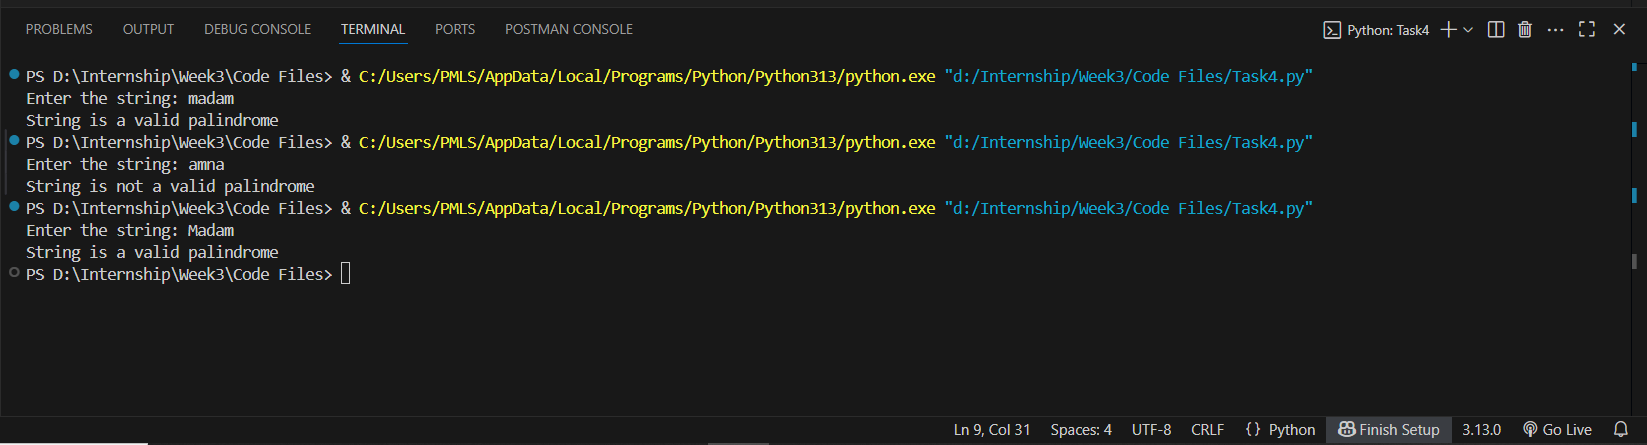 PROBLEMS OUTPUT DEBUG CONSOLE TERMINAL PORTS POSTMAN CONSOLE Python: Task4
PS D:\Internship\Week3\Code Files> & C:/Users/PMLS/AppData/Local/Programs/Python/Python313/python.exe "d:/Internship/Week3/Code Files/Task4.py"
Enter the string: madam
String is a valid palindrome
PS D:\Internship\Week3\Code Files> & C:/Users/PMLS/AppData/Local/Programs/Python/Python313/python.exe "d:/Internship/Week3/Code Files/Task4.py"
Enter the string: amna
String is not a valid palindrome
PS D:\Internship\Week3\Code Files> & C:/Users/PMLS/AppData/Local/Programs/Python/Python313/python.exe "d:/Internship/Week3/Code Files/Task4.py"
Enter the string: Madam
String is a valid palindrome
PS D:\Internship\Week3\Code Files>
Ln 9, Col 31 Spaces: 4 UTF-8 CRLF {} Python Finish Setup 3.13.0 Go Live